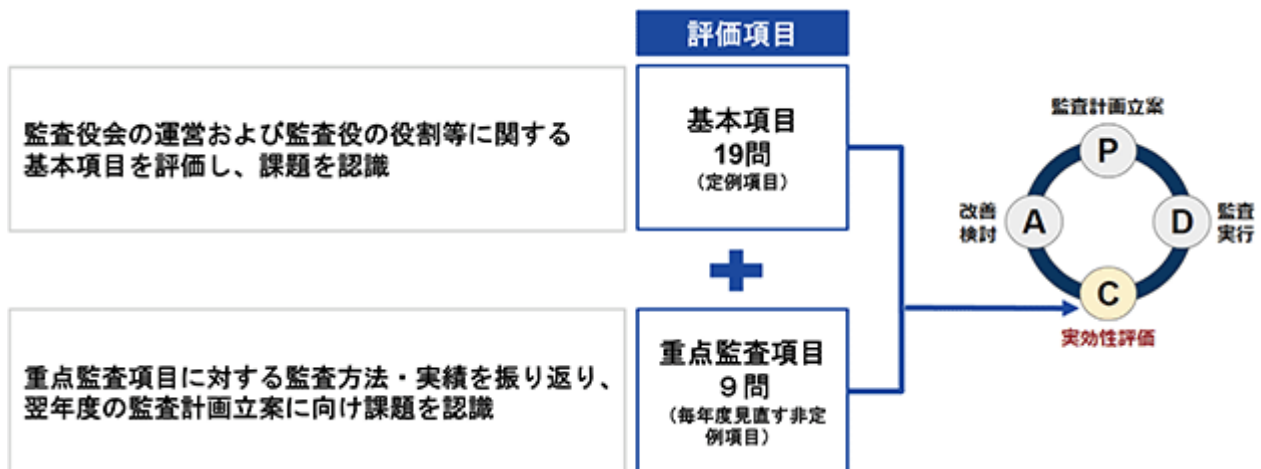 評価項目
監査役会の運営および監査役の役割等に関する
基本項目を評価し、課題を認識
基本項目
19問
（定例項目）
重点監査項目に対する監査方法・実績を振り返り、
翌年度の監査計画立案に向け課題を認識
重点監査項目
９問
（毎年度見直す非定
例項目）
監査計画立案
P
改善
検討
A
D
監査
実行
C
実効性評価